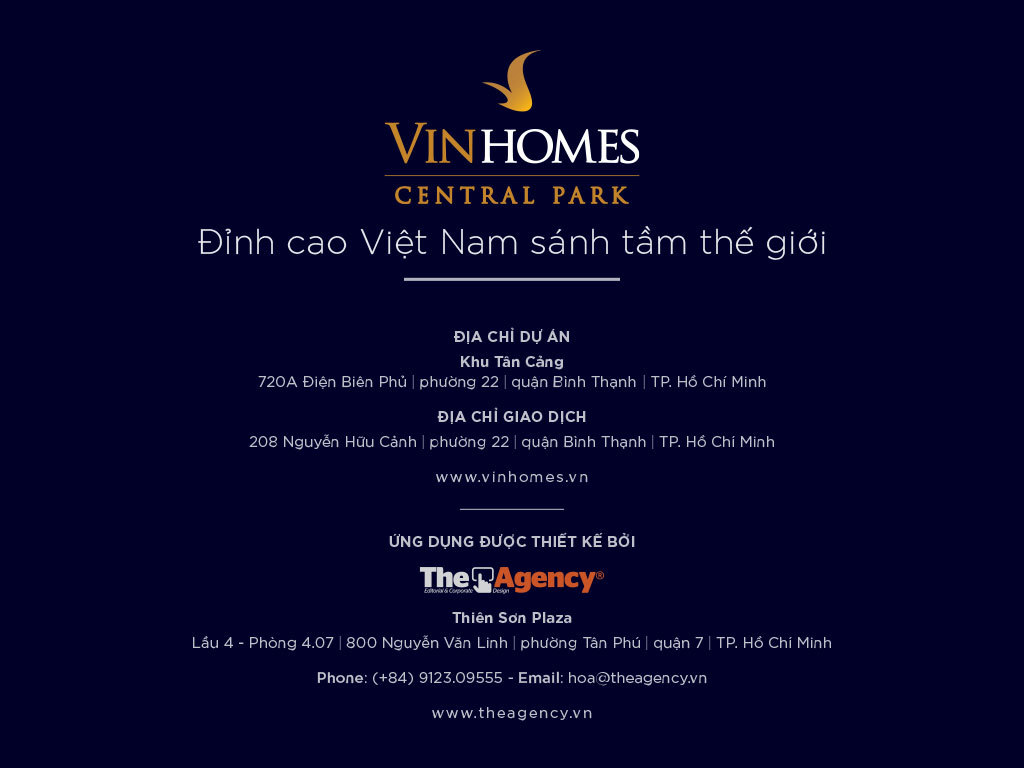 VINHOMES
CENTRAL PARK
Đỉnh cao Việt Nam sánh tầm thế giới
ĐỊA CHỈ DỰ ÁN
Khu Tân Cảng
720A Điện Biên Phủ | phường 22 | quận Bình Thạnh | TP. Hồ Chí Minh
ĐỊA CHỈ GIAO DỊCH
208 Nguyễn Hữu Cảnh | phường 22 | quận Bình Thạnh | TP. Hồ Chí Minh
www.vinhomes.vn
ỨNG DỤNG ĐƯỢC THIẾT KẾ BỞI
The Agency®
Editorial & Corporate Design
Thiên Sơn Plaza
Lầu 4 - Phòng 4.07 | 800 Nguyễn Văn Linh | phường Tân Phú | quận 7 | TP. Hồ Chí Minh
Phone: (+84) 9123.09555 - Email: hoa@theagency.vn
www.theagency.vn